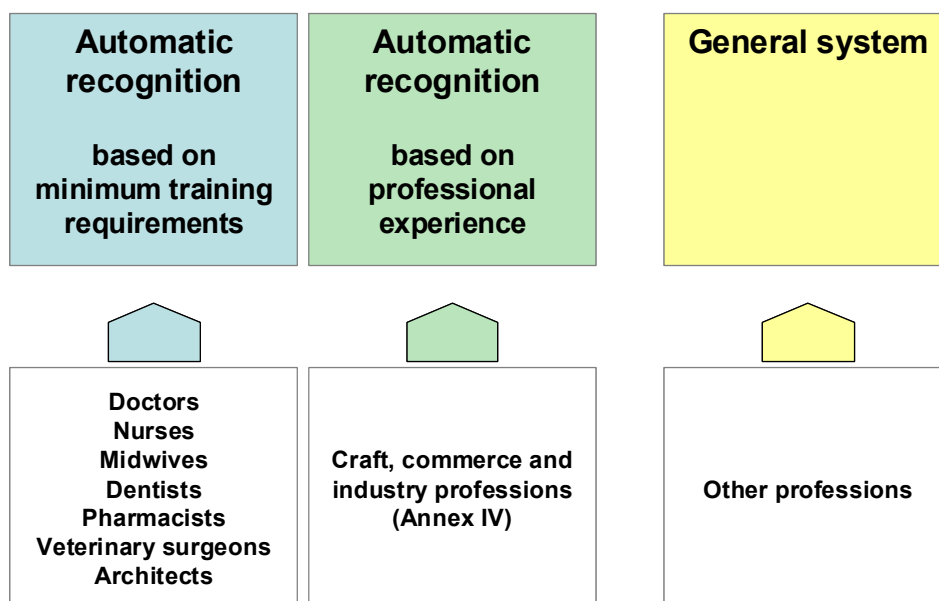 Automatic
recognition
based on
minimum training
requirements
Automatic
recognition
based on
professional
experience
General system
Doctors
Nurses
Midwives
Dentists
Pharmacists
Veterinary surgeons
Architects
Craft, commerce and
industry professions
(Annex IV)
Other professions